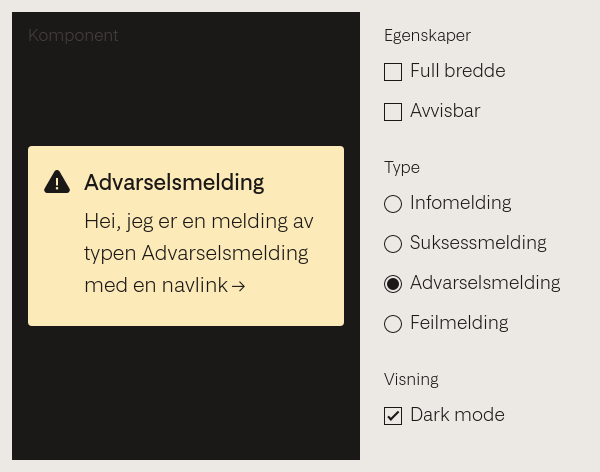 Komponent
Advarselsmelding
Hei, jeg er en melding av
typen Advarselsmelding
med en navlink→
Egenskaper
Full bredde
Avvisbar
Type
Infomelding
Suksessmelding
Advarselsmelding
Feilmelding
Visning
Dark mode